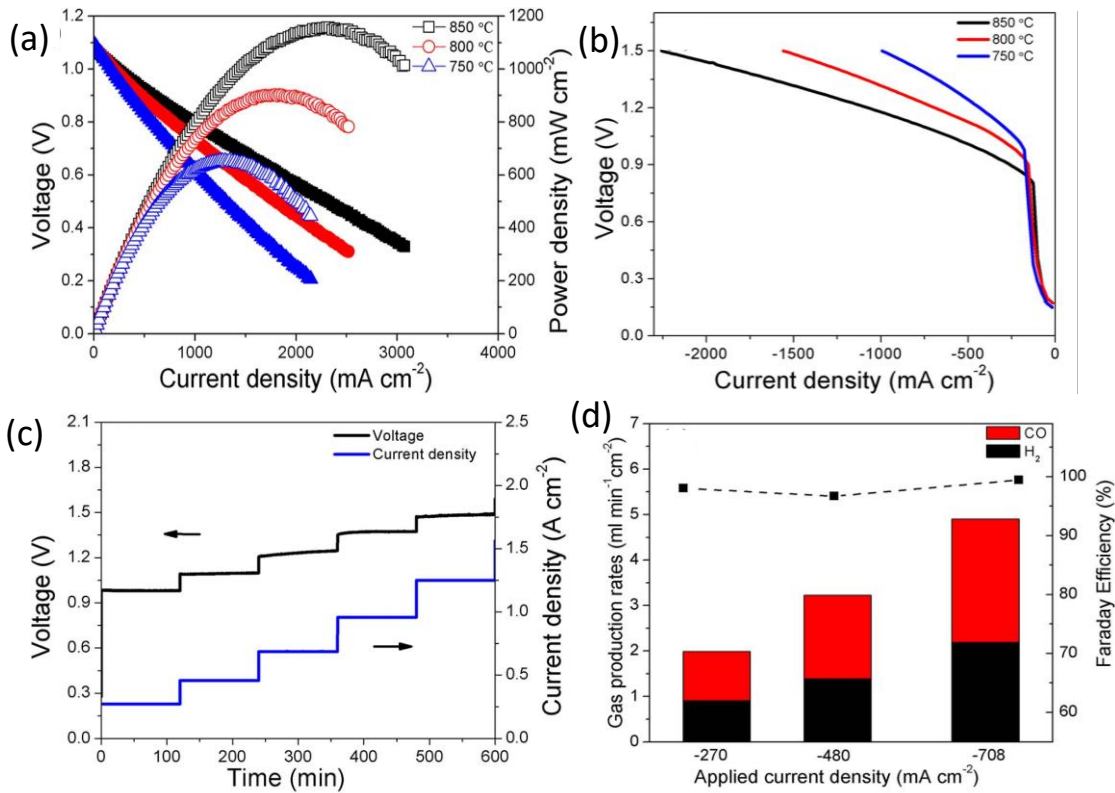 (a)
850 °C
800 °C
750 °C
1.2
1.0
0.8
0.6
0.4
0.2
0.0
Voltage (V)
1200
1000
800
600
400
200
0
Power density (mW cm-2)
0
1000
2000
3000
4000
Current density (mA cm-2)
(b)
850 °C
800 °C
750 °C
1.5
1.2
0.9
0.6
0.3
0.0
Voltage (V)
-2000
-1500
-1000
-500
0
Current density (mA cm-2)
(c)
Voltage
Current density
2.1
1.8
1.5
1.2
0.9
0.6
0.3
0.0
Voltage (V)
2.5
2.0
1.5
1.0
0.5
0.0
Current density (A cm-2)
0
100
200
300
400
500
600
Time (min)
(d)
CO
H2
7
6
5
4
3
2
1
0
Gas production rates (ml min-1cm-2)
100
90
80
70
60
Faraday Efficiency (%)
-270
-480
-708
Applied current density (mA cm-2)